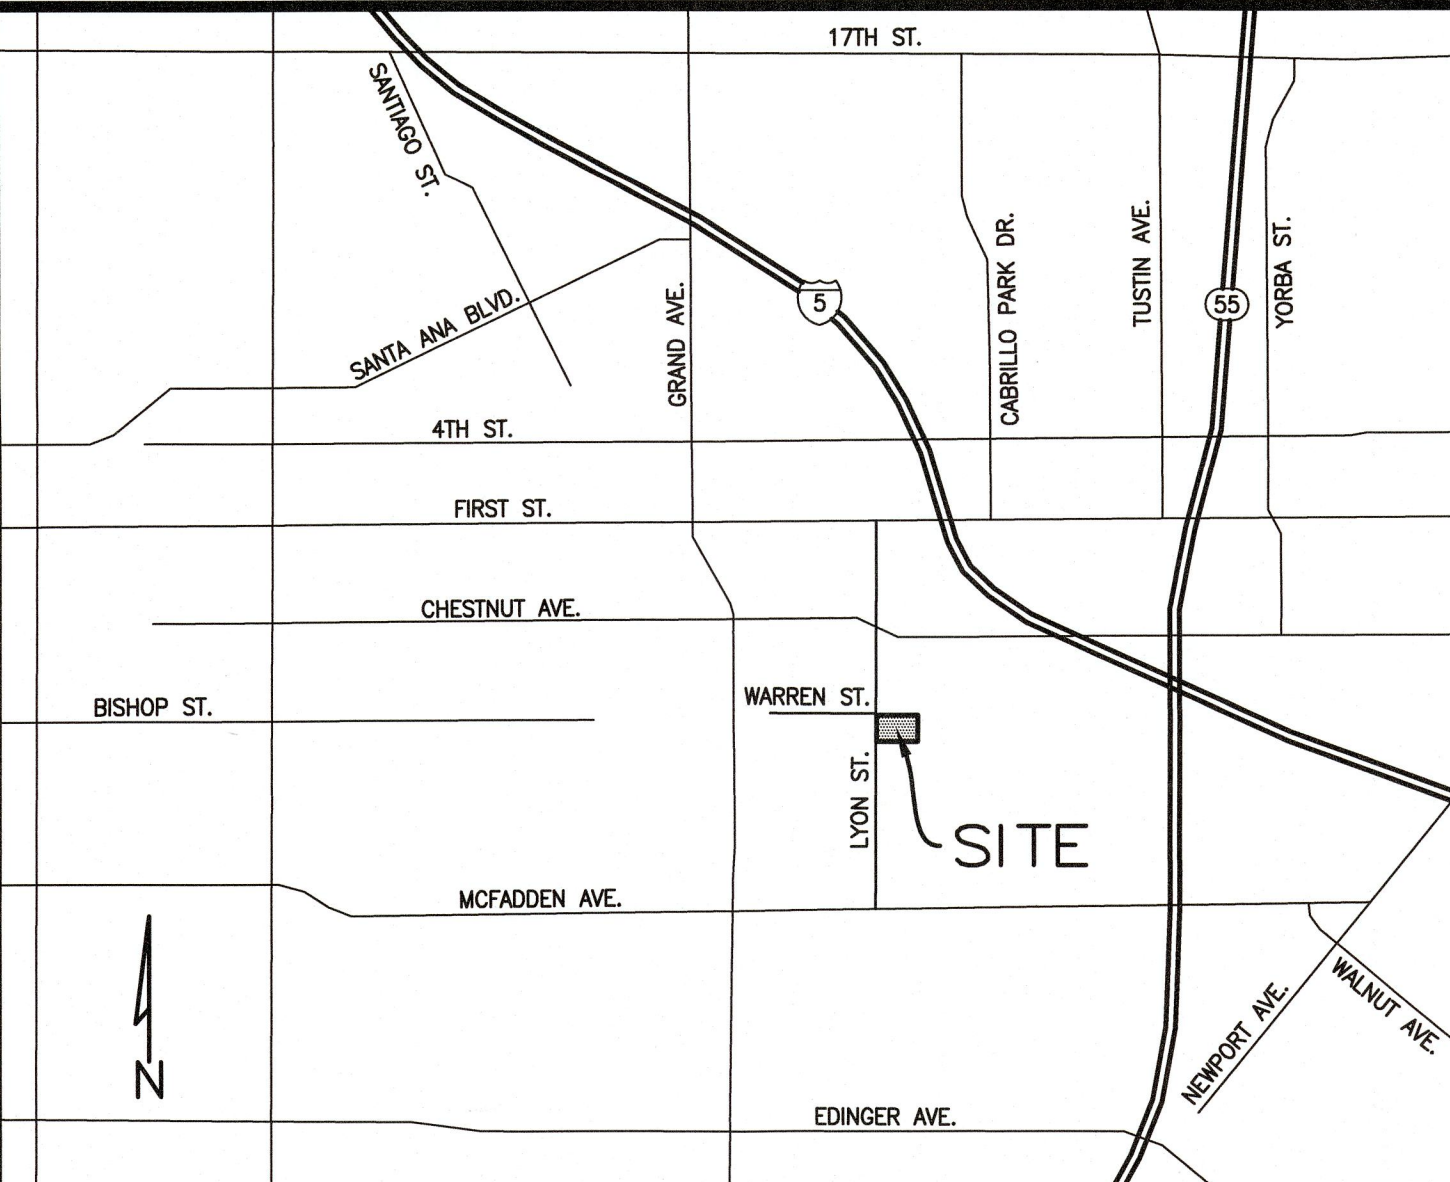 17TH ST.
SANTIAGO ST.
SANTA ANA BLVD.
GRAND AVE.
5
CABRILLO PARK DR.
TUSTIN AVE.
55
YORBA ST.
4TH ST.
FIRST ST.
CHESTNUT AVE.
WARREN ST.
BISHOP ST.
LYON ST.
SITE
MCFADDEN AVE.
NEWPORT AVE.
WALNUT AVE.
N
EDINGER AVE.